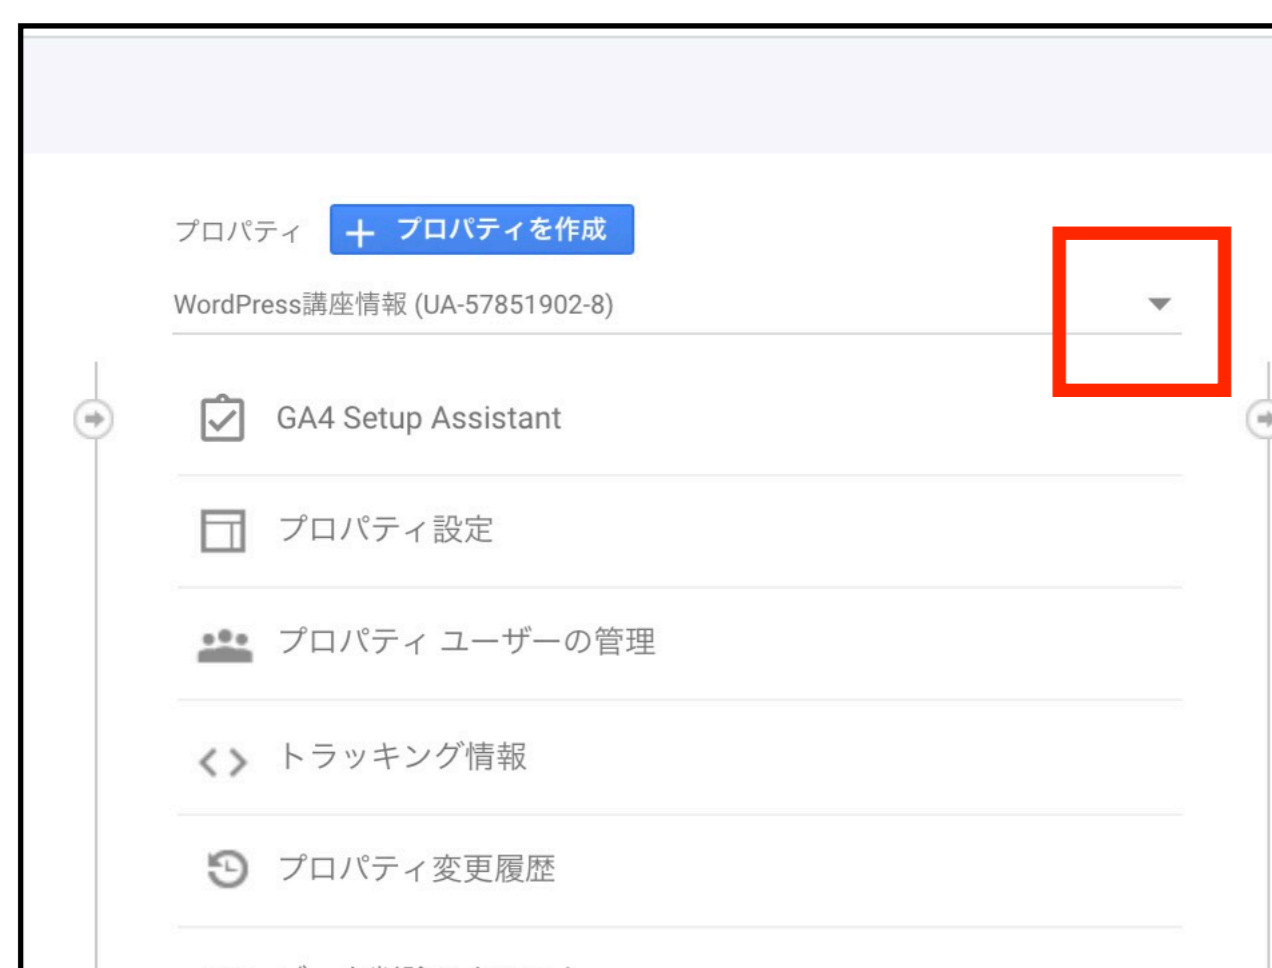 プロパティ
プロパティを作成
WordPress講座情報 (UA-57851902-8)
GA4 Setup Assistant
プロパティ設定
プロパティ ユーザーの管理
トラッキング情報
プロパティ変更履歴